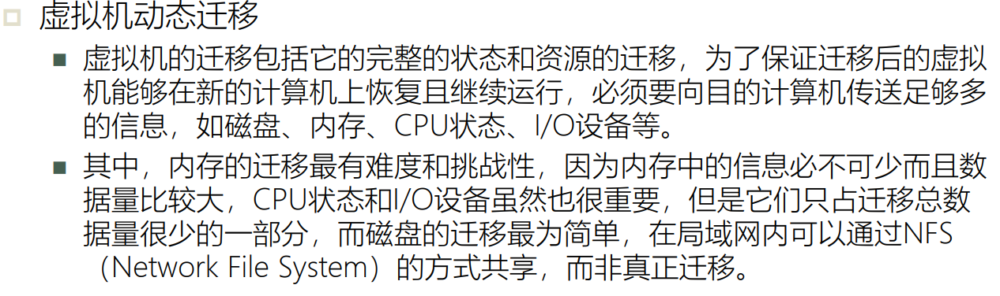 虚拟机动态迁移
虚拟机的迁移包括它的完整的状态和资源的迁移，为了保证迁移后的虚拟
机能够在新的计算机上恢复且继续运行，必须要向目的计算机传送足够多
的信息，如磁盘、内存、CPU状态、I/O设备等。
其中，内存的迁移最有难度和挑战性，因为内存中的信息必不可少而且数
据量比较大，CPU状态和I/O设备虽然也很重要，但是它们只占迁移总数
据量很少的一部分，而磁盘的迁移最为简单，在局域网内可以通过NFS
（Network File System）的方式共享，而非真正迁移。